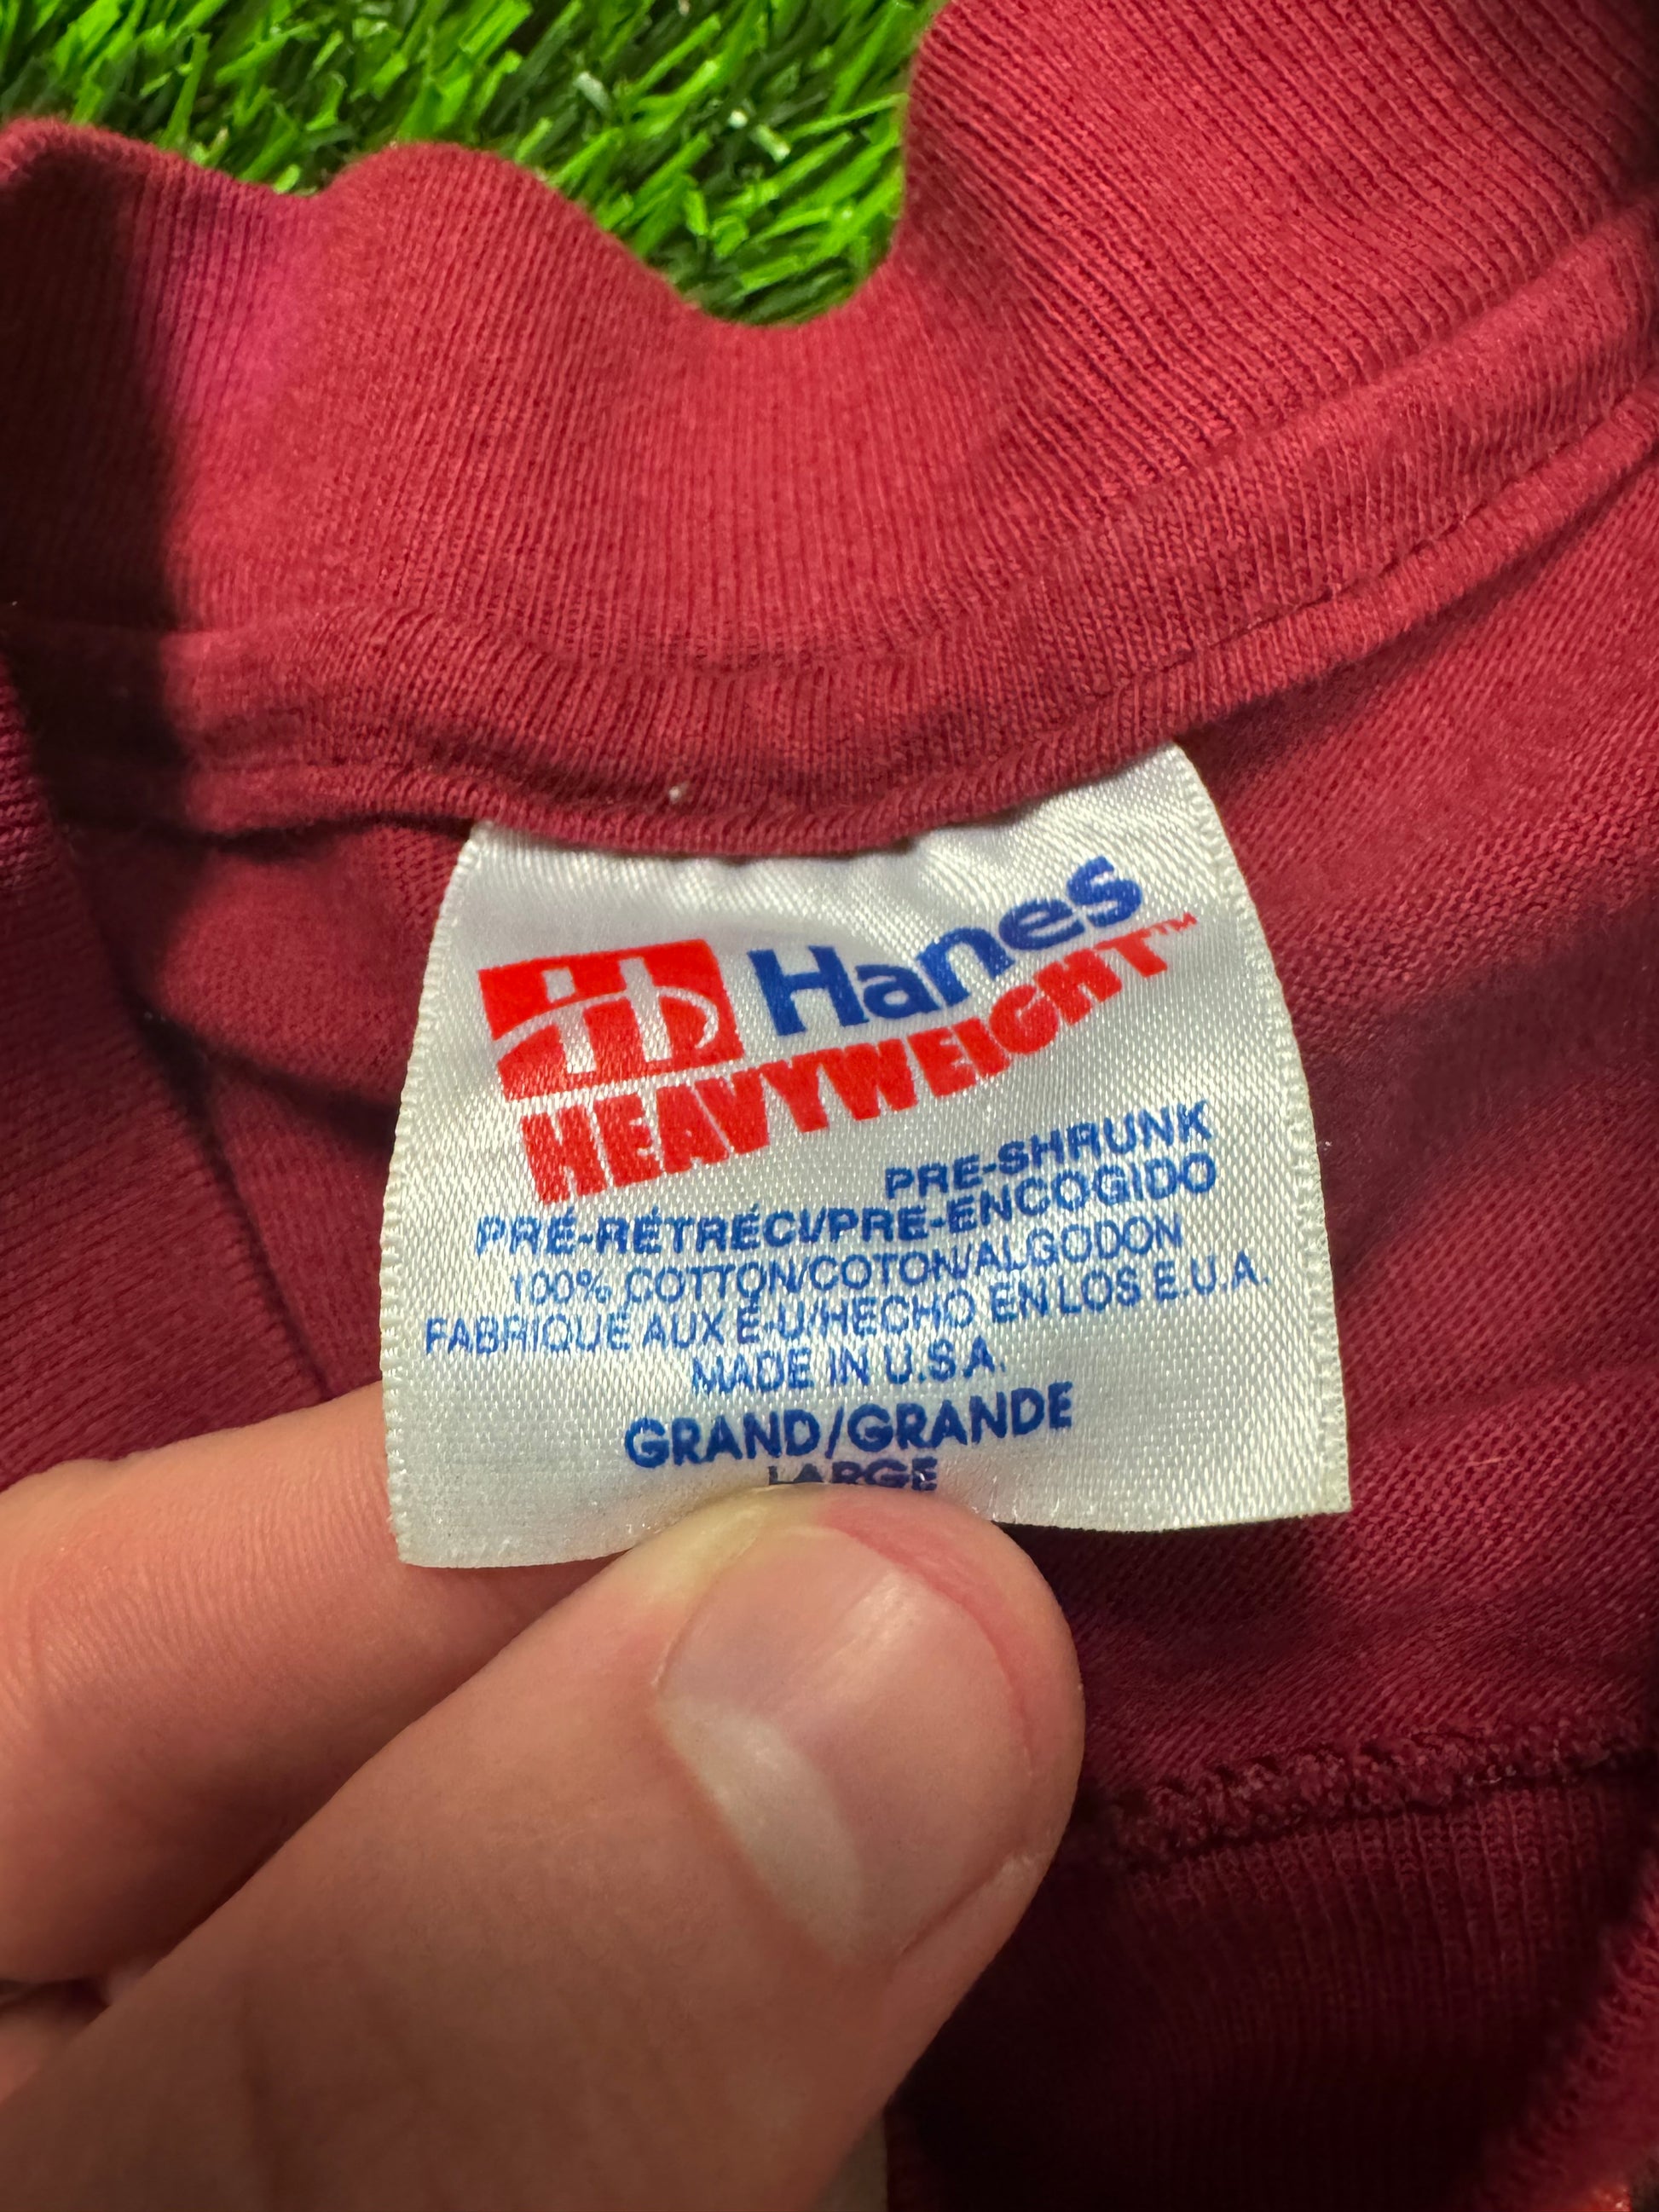 Hanes
HEAVYWEIGHT™
PRE-SHRUNK
PRÉ-RÉTRÉCI/PRE-ENCOGIDO
100% COTTON/COTON/ALGODON
FABRIQUÉ AUX É-U/HECHO EN LOS E.U.A.
MADE IN U.S.A.
GRAND/GRANDE
LARGE